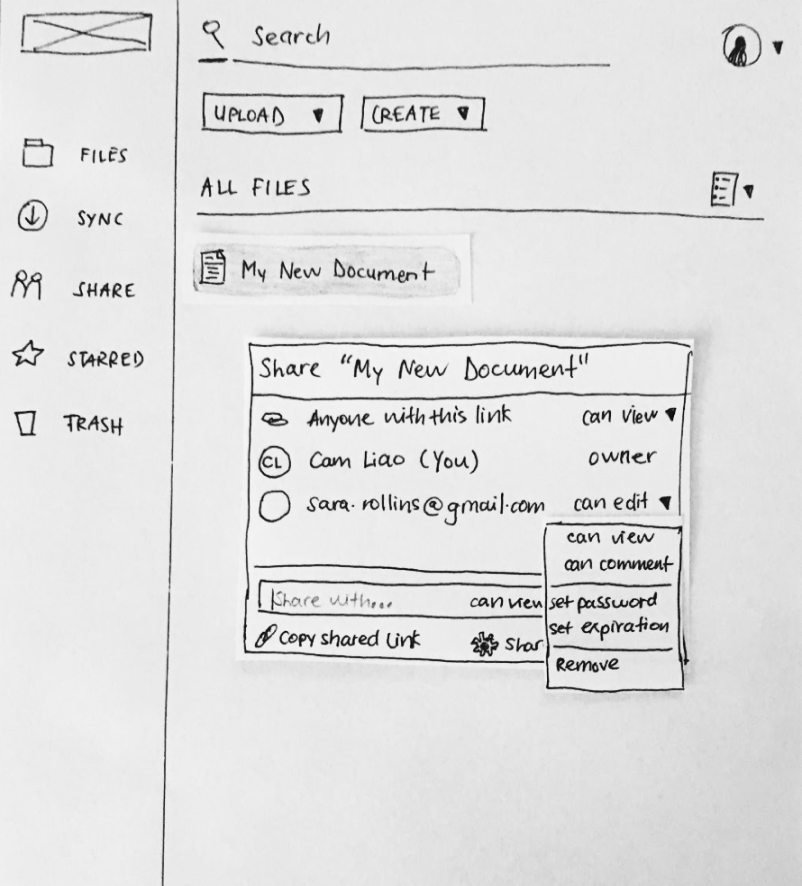 Search
UPLOAD
CREATE
FILES
SYNC
SHARE
STARRED
TRASH
ALL FILES
My New Document
Share "My New Document"
Anyone with this link can view
CL Cam Liao (You) owner
sara.rollins@gmail.com can edit
can view
can comment
set password
set expiration
Remove
Share with... can view
Copy shared link Shar